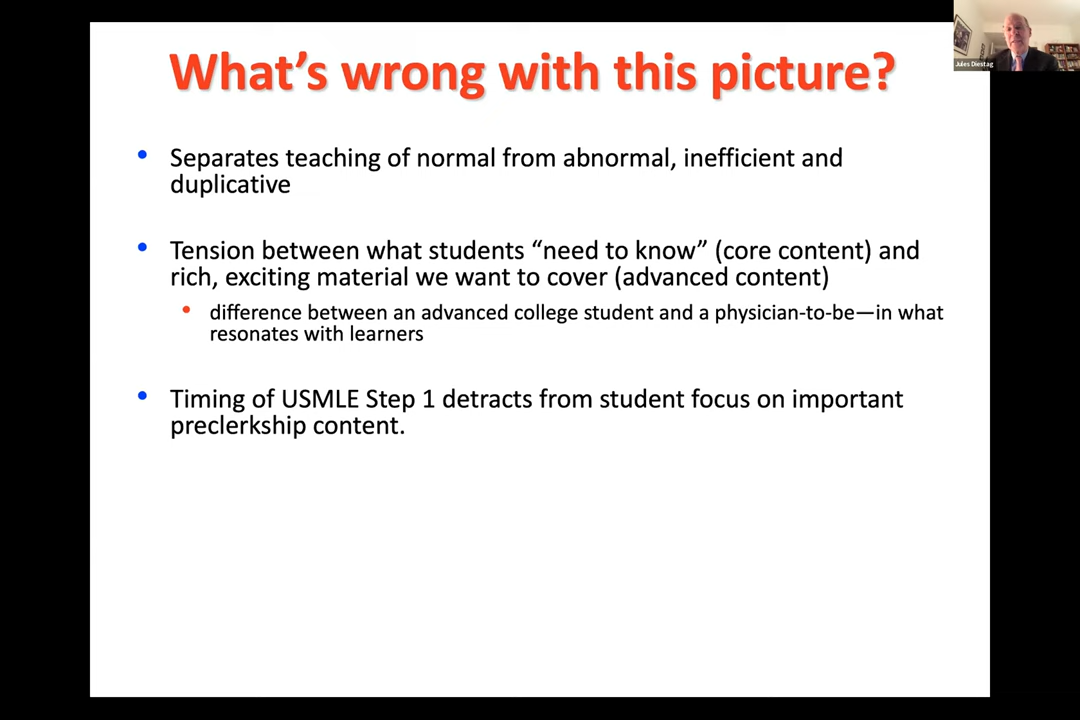 What's wrong with this picture?
• Separates teaching of normal from abnormal, inefficient and
duplicative
• Tension between what students “need to know” (core content) and
rich, exciting material we want to cover (advanced content)
• difference between an advanced college student and a physician-to-be—in what
resonates with learners
• Timing of USMLE Step 1 detracts from student focus on important
preclerkship content.
Jules Dienstag